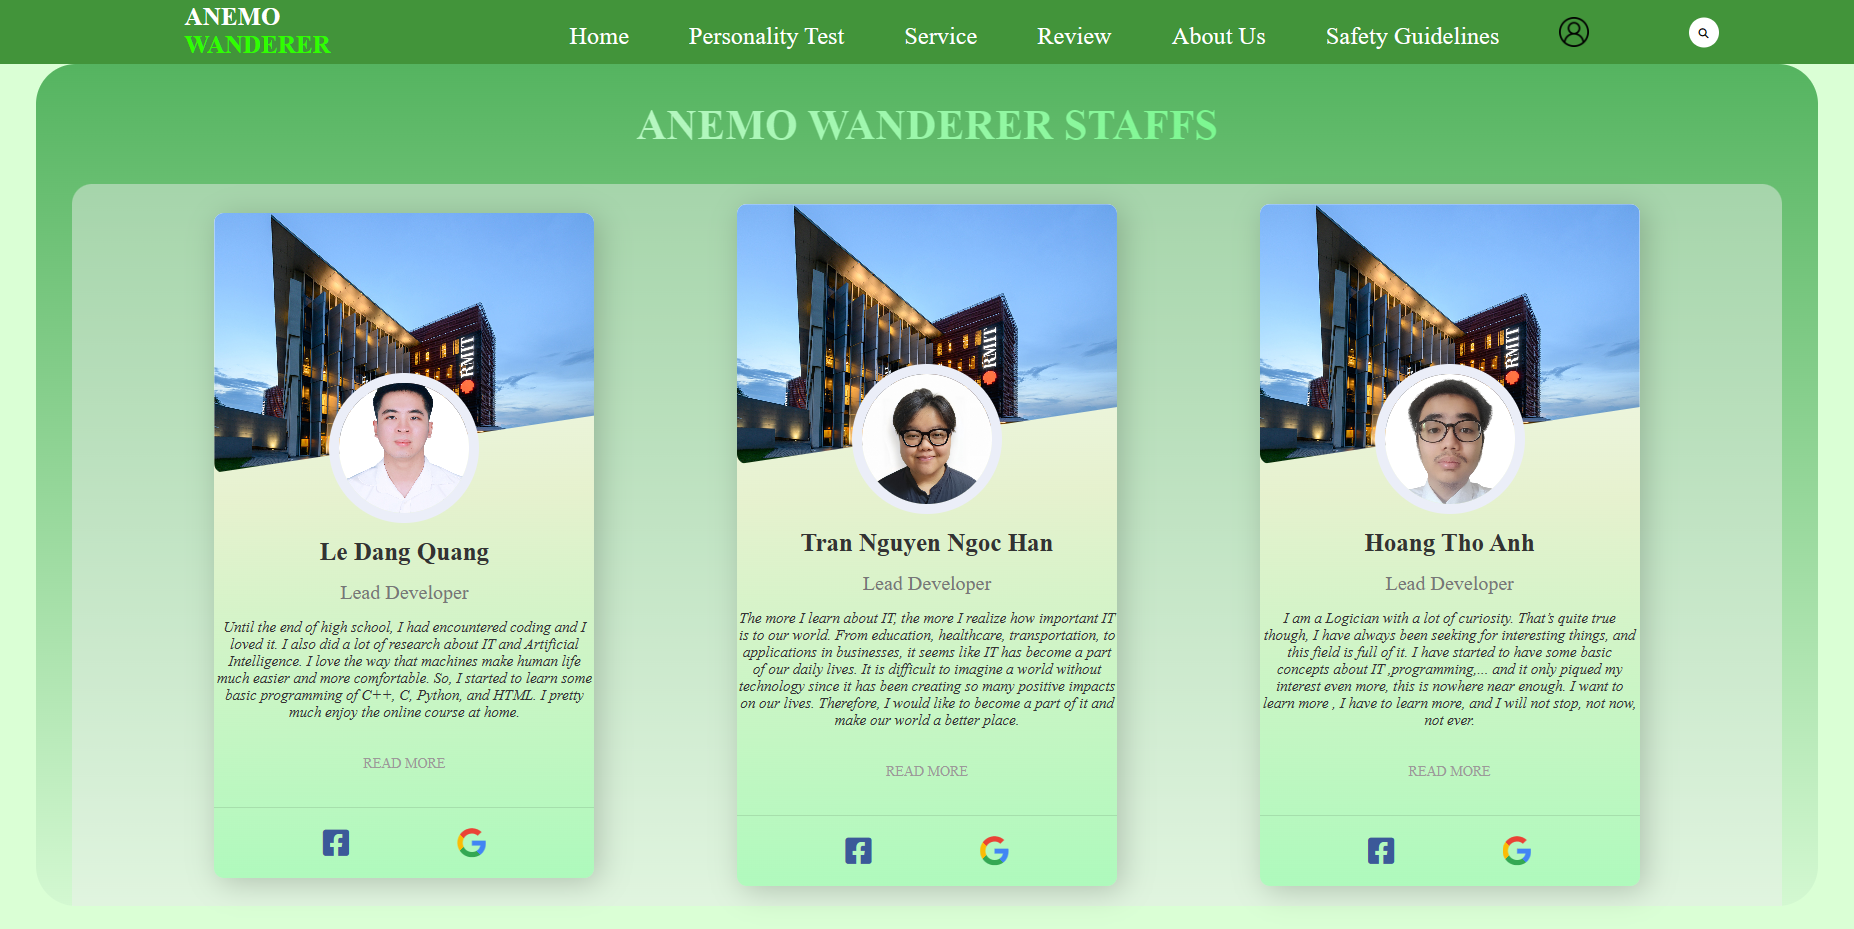 ANEMO
WANDERER
Home
Personality Test
Service
Review
About Us
Safety Guidelines
ANEMO WANDERER STAFFS
RMIT
Le Dang Quang
Lead Developer
Until the end of high school, I had encountered coding and I
loved it. I also did a lot of research about IT and Artificial
Intelligence. I love the way that machines make human life
much easier and more comfortable. So, I started to learn some
basic programming of C++, C, Python, and HTML. I pretty
much enjoy the online course at home.
READ MORE
RMIT
Tran Nguyen Ngoc Han
Lead Developer
The more I learn about IT, the more I realize how important IT
is to our world. From education, healthcare, transportation, to
applications in businesses, it seems like IT has become a part
of our daily lives. It is difficult to imagine a world without
technology since it has been creating so many positive impacts
on our lives. Therefore, I would like to become a part of it and
make our world a better place.
READ MORE
RMIT
Hoang Tho Anh
Lead Developer
I am a Logician with a lot of curiosity. That's quite true
though, I have always been seeking for interesting things, and
this field is full of it. I have started to have some basic
concepts about IT ,programming,... and it only piqued my
interest even more, this is nowhere near enough. I want to
learn more , I have to learn more, and I will not stop, not now,
not ever.
READ MORE